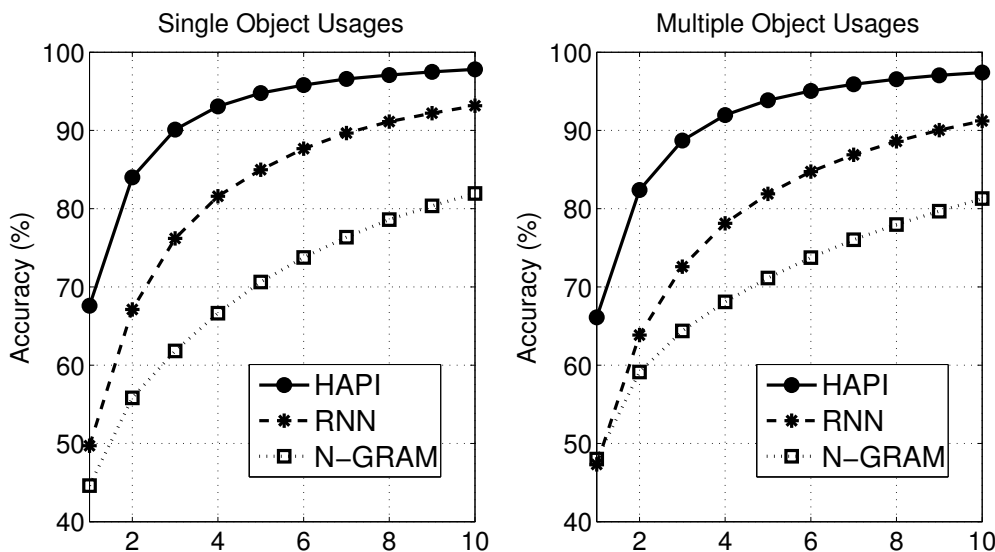 Single Object Usages
Accuracy (%)
100
90
80
70
60
50
40
2
4
6
8
10
HAPI
RNN
N-GRAM
Multiple Object Usages
Accuracy (%)
100
90
80
70
60
50
40
2
4
6
8
10
HAPI
RNN
N-GRAM